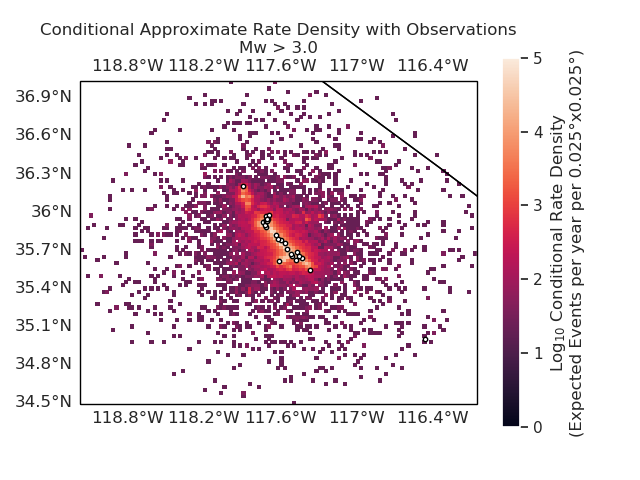 Conditional Approximate Rate Density with Observations
Mw > 3.0
118.8°W 118.2°W 117.6°W 117°W 116.4°W
36.9°N
36.6°N
36.3°N
36°N
35.7°N
35.4°N
35.1°N
34.8°N
34.5°N
118.8°W 118.2°W 117.6°W 117°W 116.4°W
5
4
3
2
1
0
Log₁₀ Conditional Rate Density
(Expected Events per year per 0.025°x0.025°)